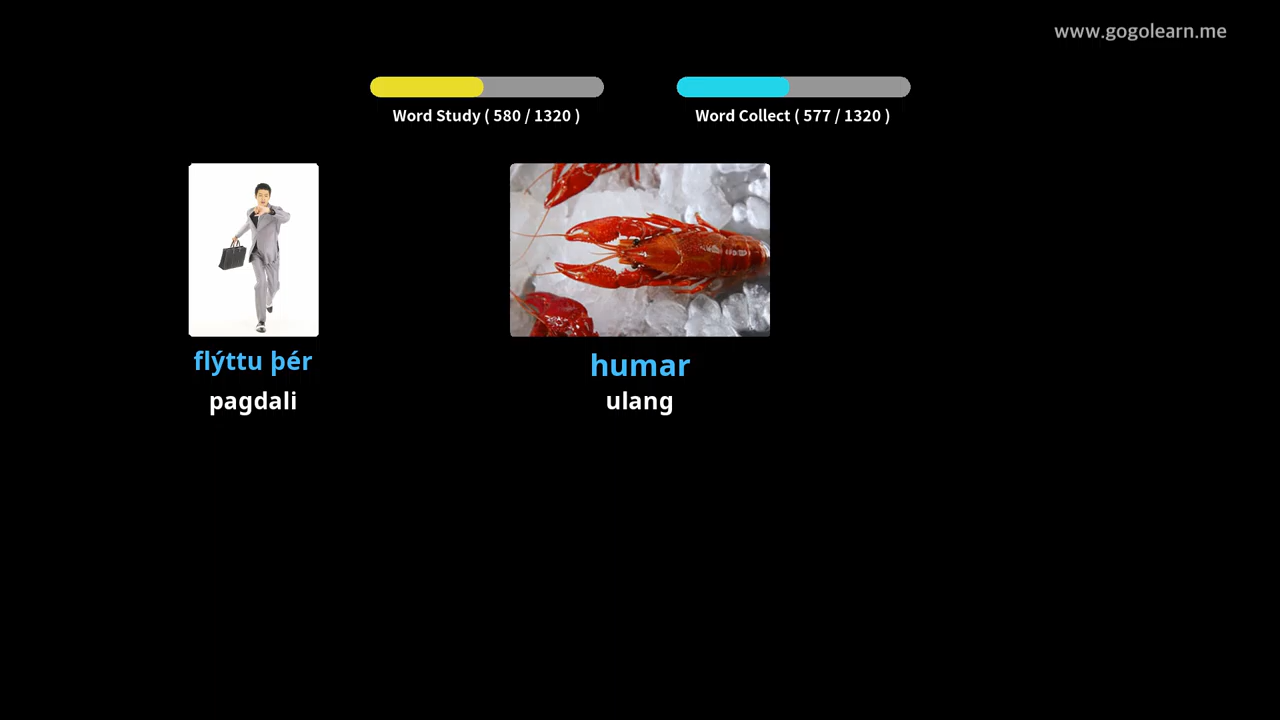 www.gogolearn.me
Word Study ( 580 / 1320 )
Word Collect ( 577 / 1320 )
flýttu þér
pagdali
humar
ulang